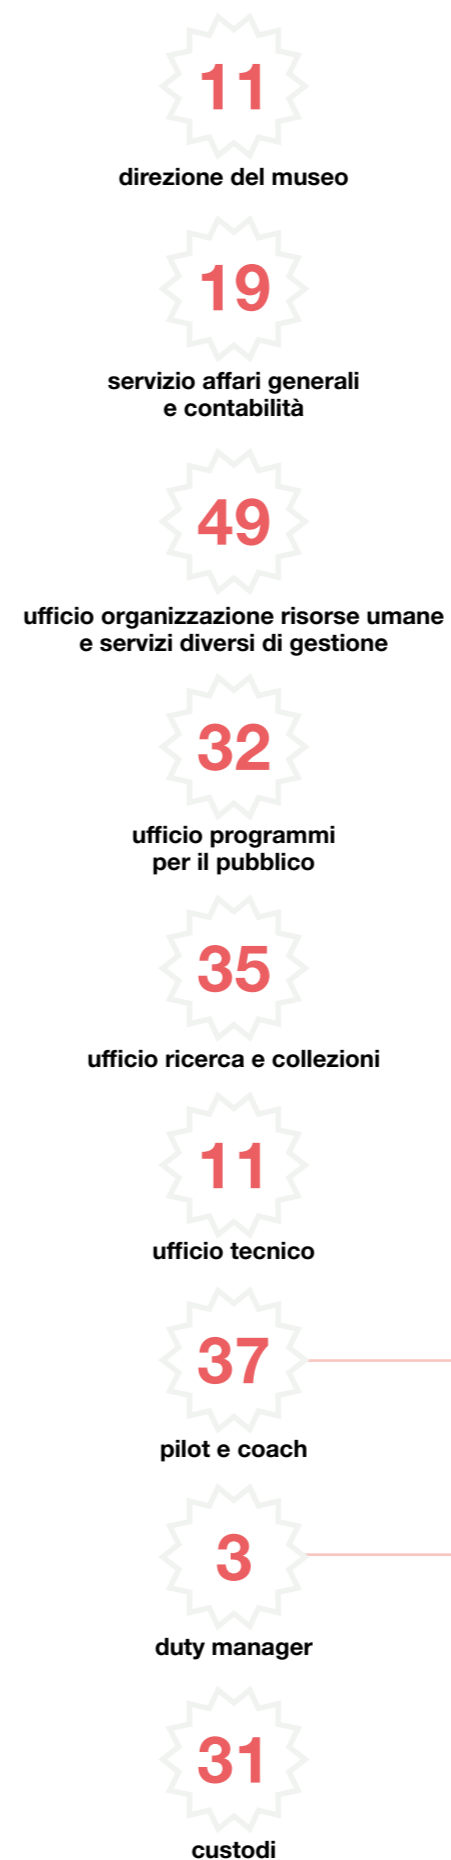 11
direzione del museo
19
servizio affari generali
e contabilità
49
ufficio organizzazione risorse umane
e servizi diversi di gestione
32
ufficio programmi
per il pubblico
35
ufficio ricerca e collezioni
11
ufficio tecnico
37
pilot e coach
3
duty manager
31
custodi